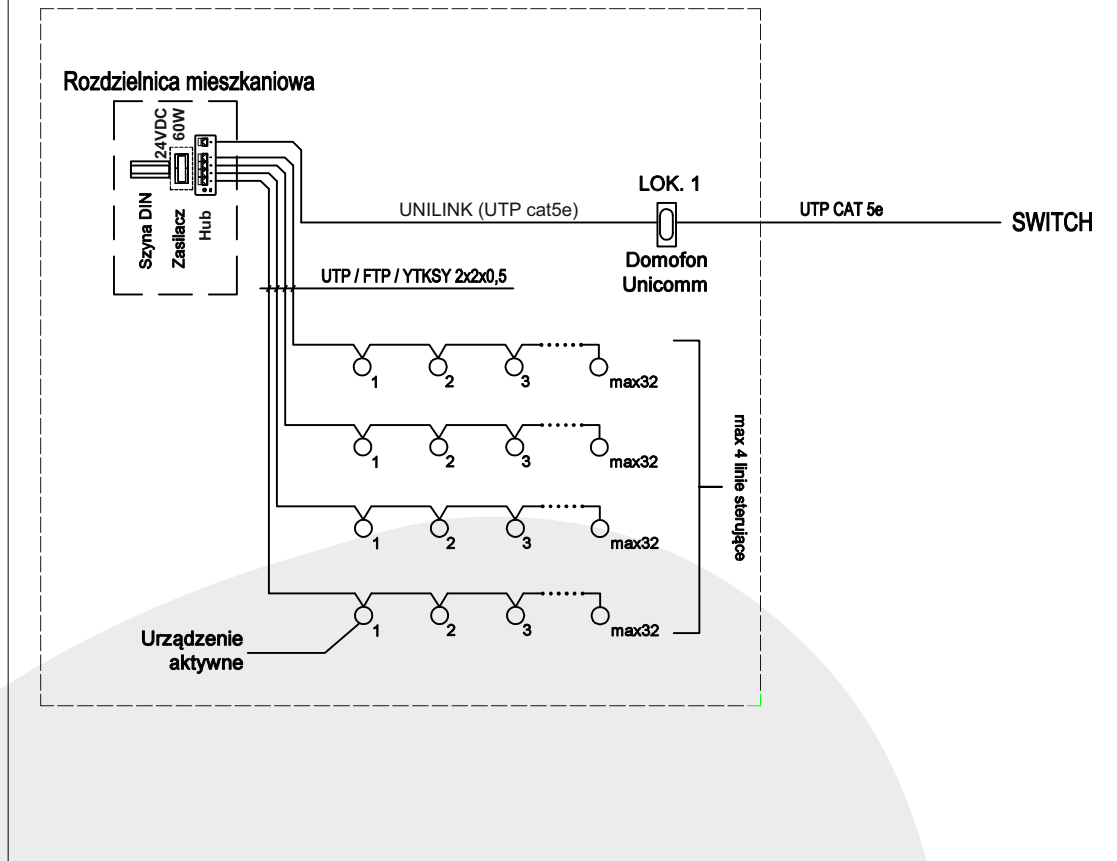 Rozdzielnica mieszkaniowa
24VDC
60W
Szyna DIN
Zasilacz
Hub
LOK. 1
UNILINK (UTP cat5e)
UTP CAT 5e
SWITCH
Domofon
Unicomm
UTP / FTP / YTKSY 2x2x0,5
1 2 3 max32
1 2 3 max32
1 2 3 max32
1 2 3 max32
max 4 linie sterujące
Urządzenie
aktywne